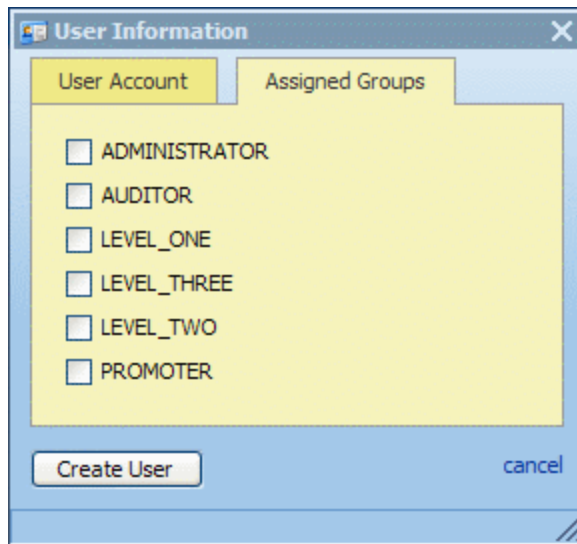 User Information
User Account Assigned Groups
ADMINISTRATOR
AUDITOR
LEVEL_ONE
LEVEL_THREE
LEVEL_TWO
PROMOTER
Create User cancel